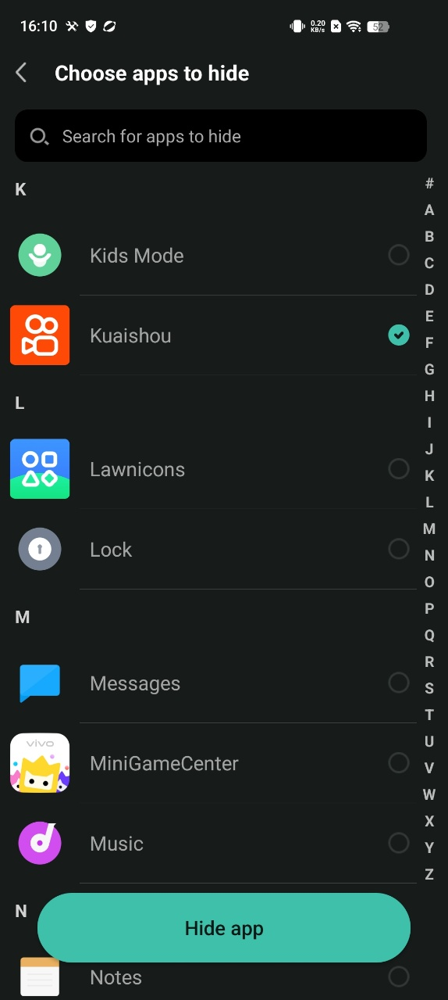 16:10
0.20
KB/s
52
Choose apps to hide
Search for apps to hide
K
Kids Mode
Kuaishou
L
Lawnicons
Lock
M
Messages
vivo
MiniGameCenter
Music
N
Hide app
Notes
#
A
B
C
D
E
F
G
H
I
J
K
L
M
N
O
P
Q
R
S
T
U
V
W
X
Y
Z